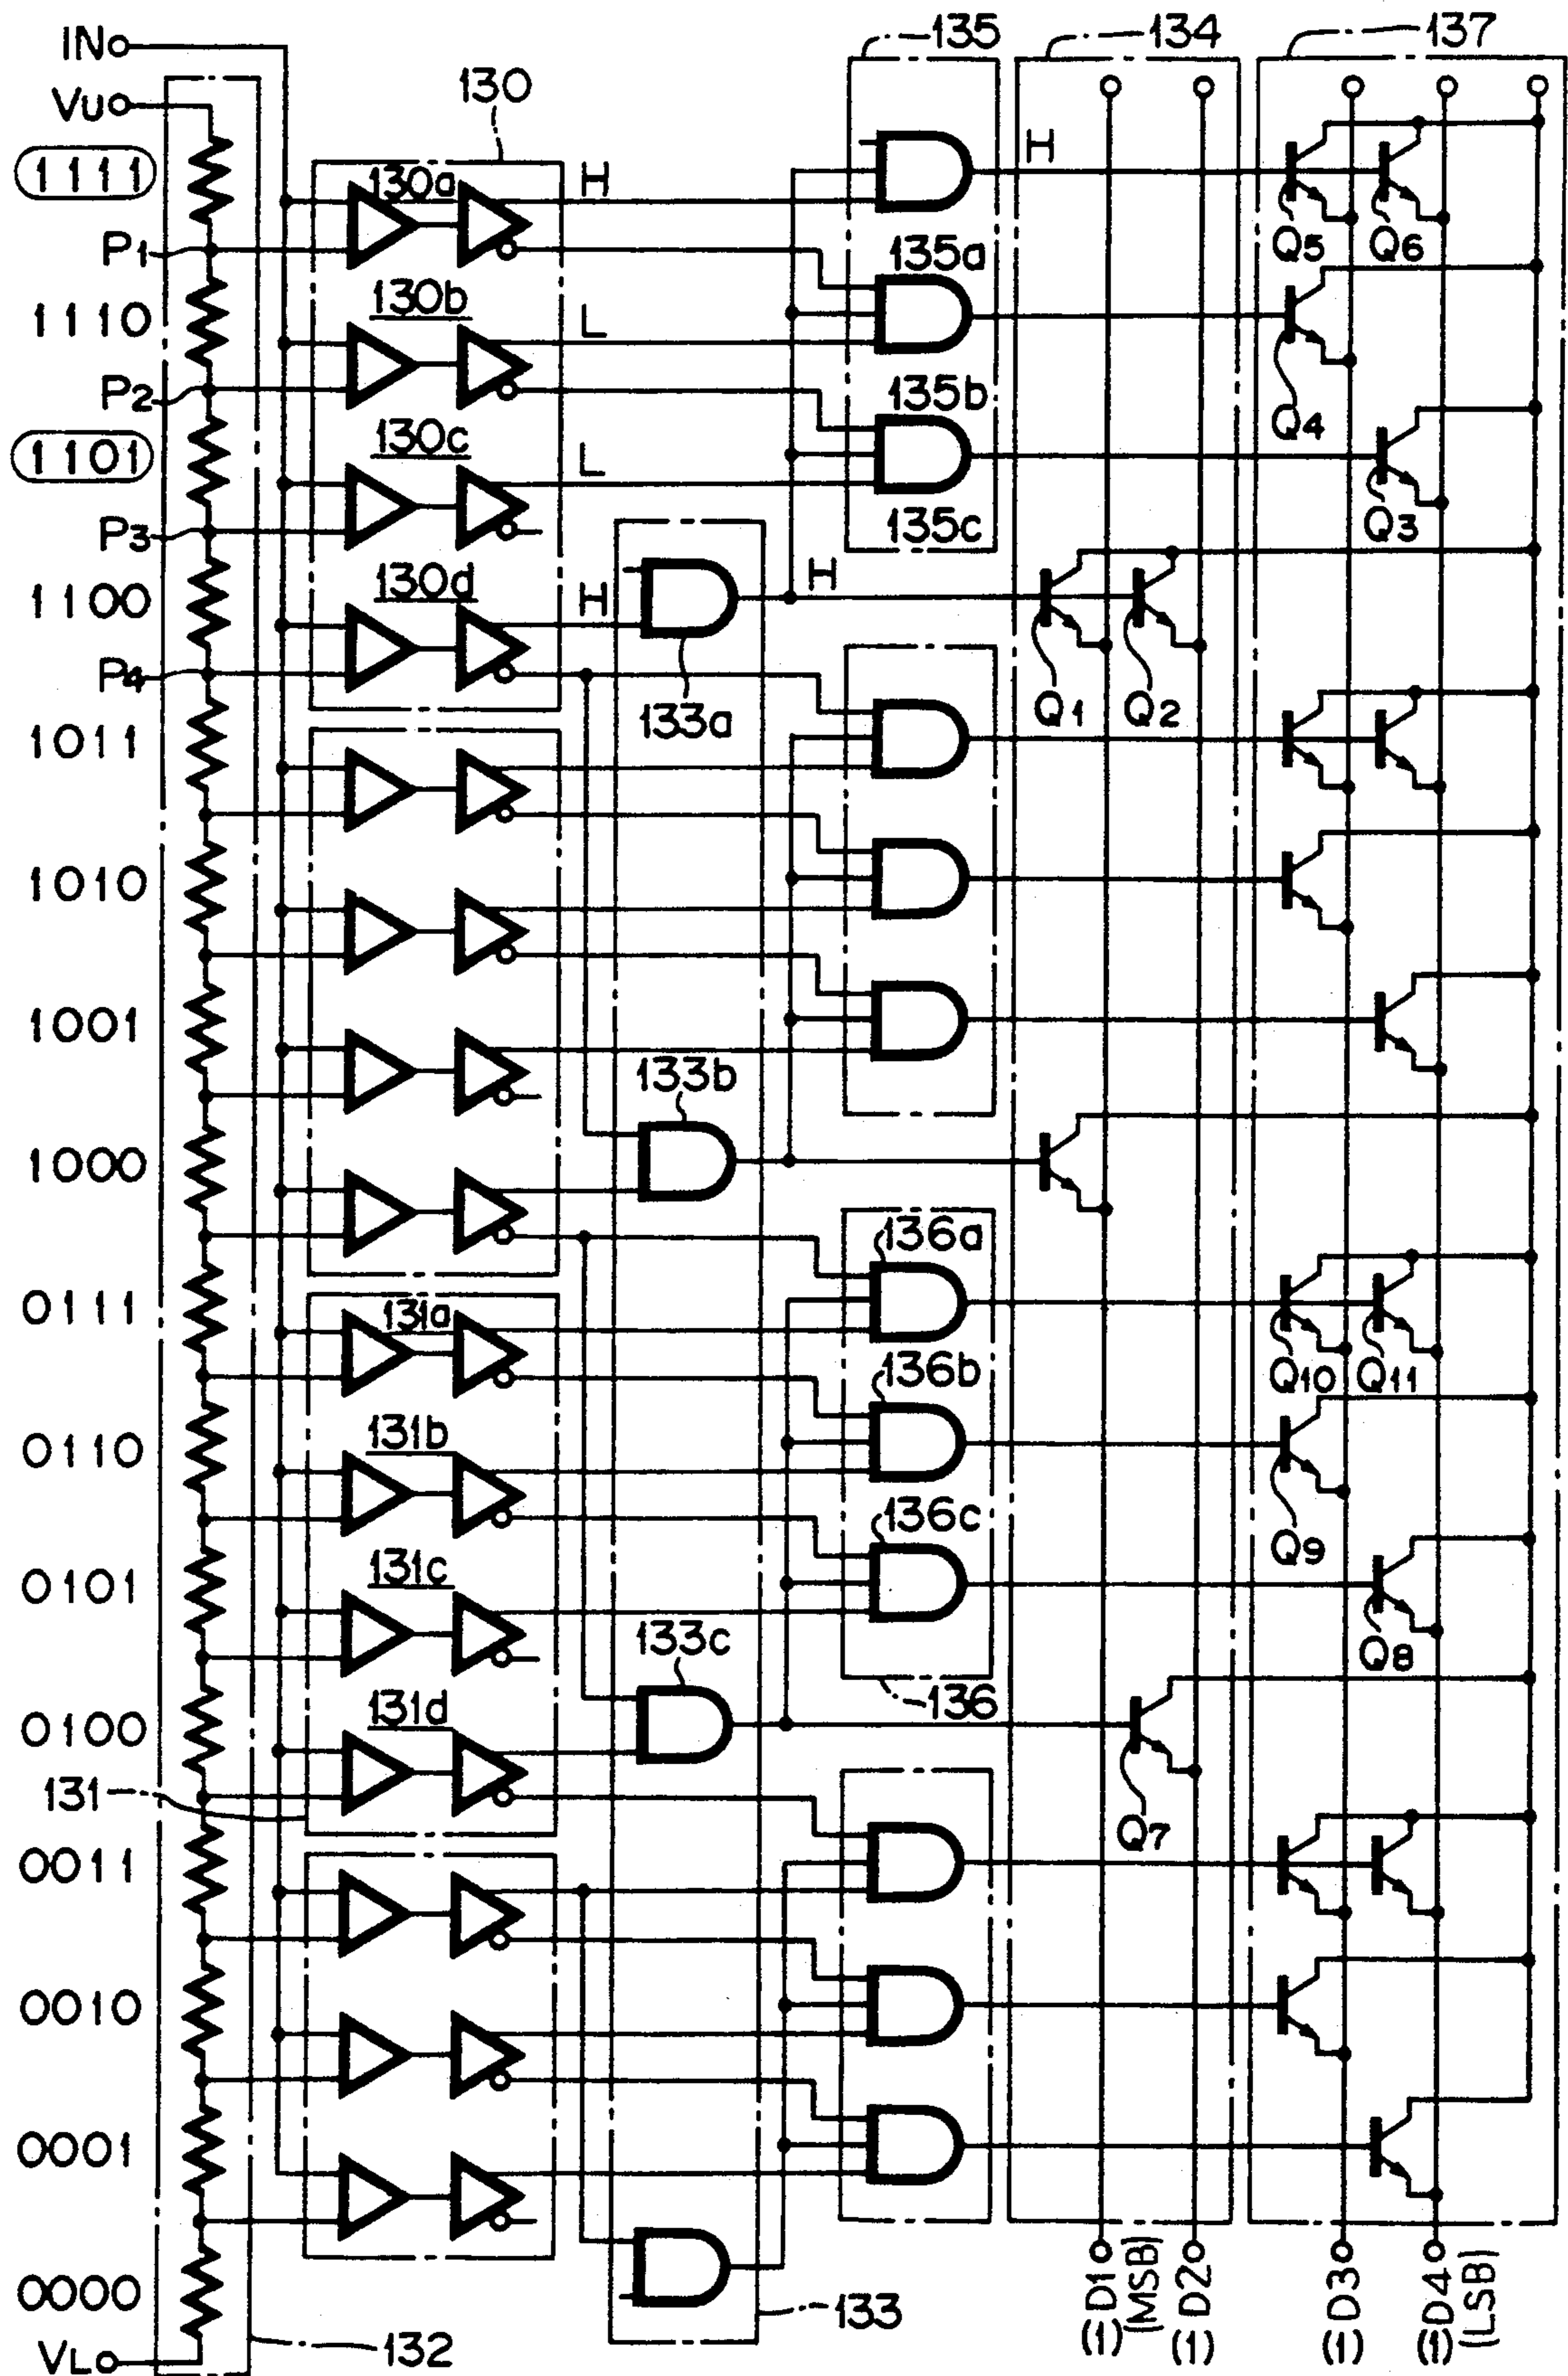 IN
135
134
137
VU
130
1111
H
H
130a
P1
Q5
Q6
135a
1110
130b
L
P2
135b
Q4
1101
130c
L
P3
135c
Q3
1100
130d
H
H
P4
133a
Q1
Q2
1011
1010
1001
133b
1000
136a
0111
131a
136b
Q10
Q11
0110
131b
136c
Q9
0101
131c
133c
Q8
0100
131d
136
131
Q7
0011
0010
0001
0000
133
132
VL
(1) D1
(MSB)
(1) D2
(1) D3
(1) D4
(LSB)